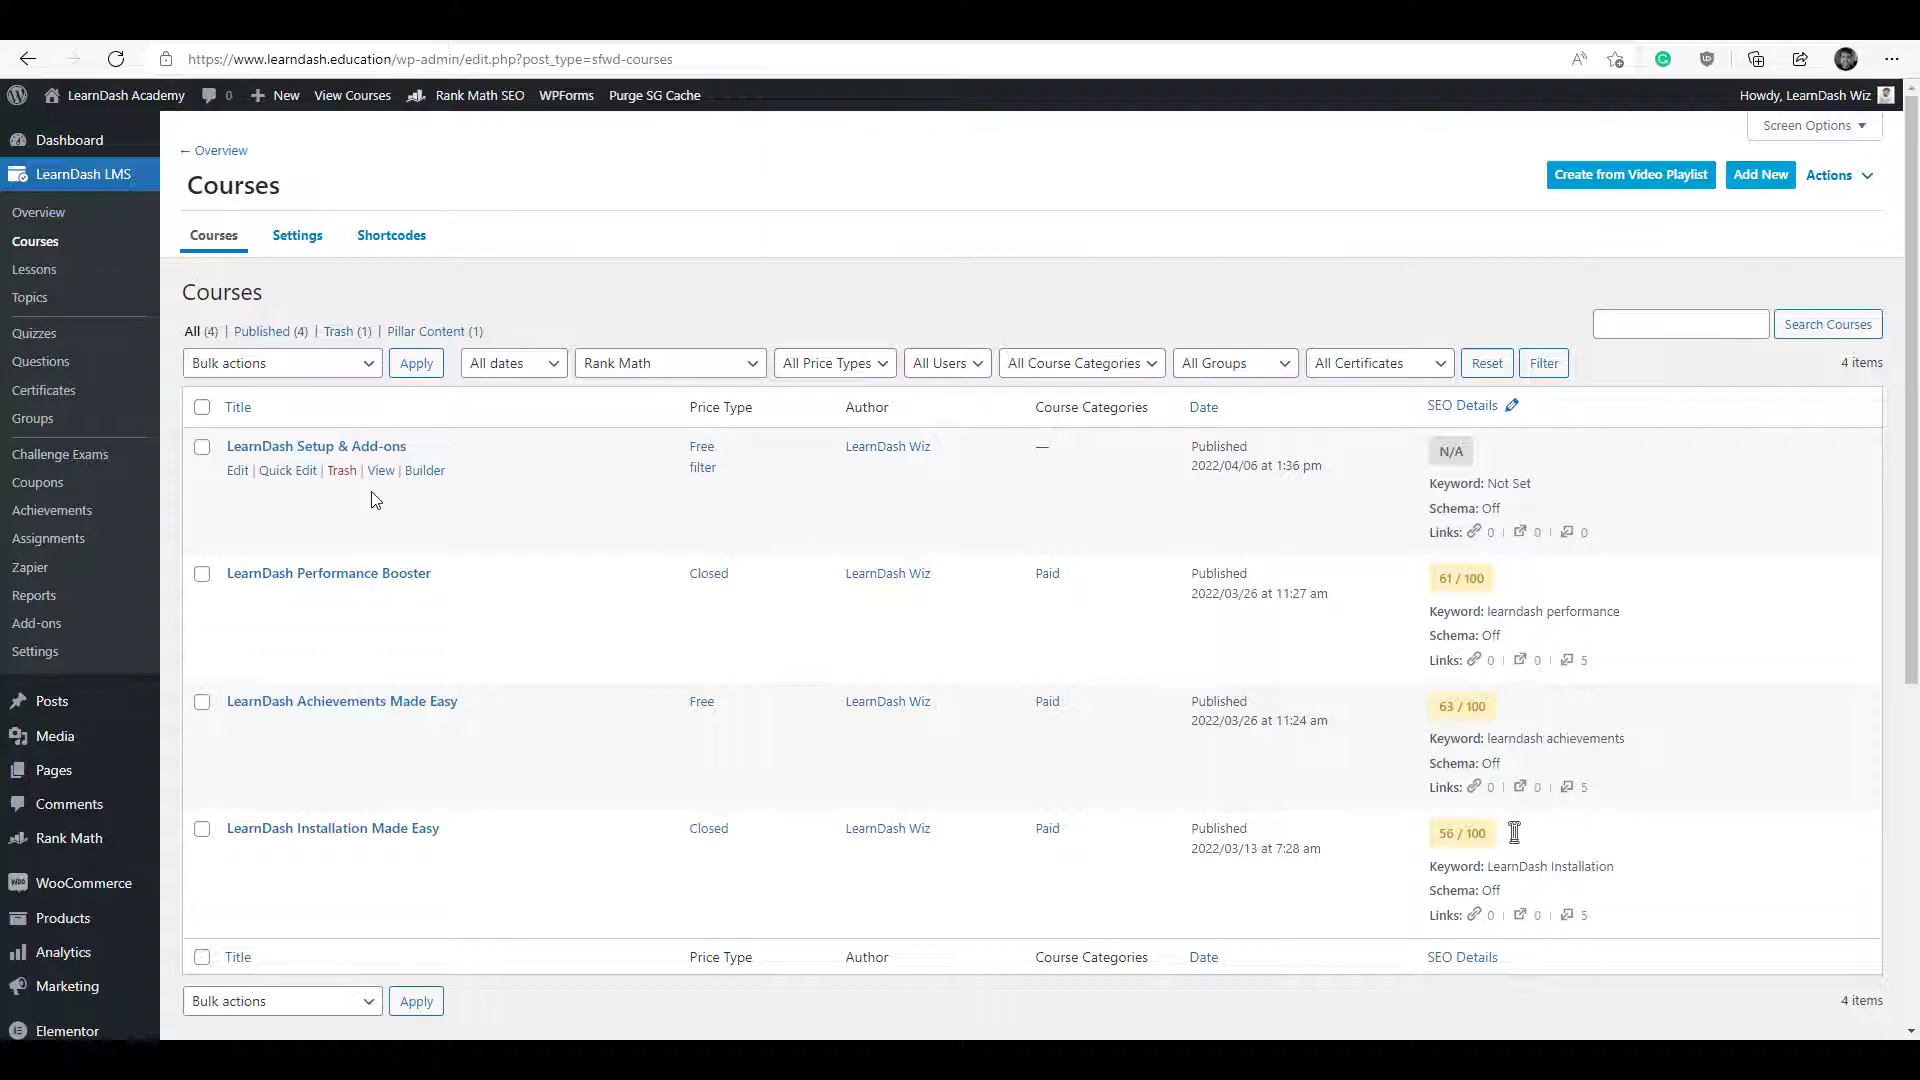 https://www.learndash.education/wp-admin/edit.php?post_type=sfwd-courses
LearnDash Academy 0 New View Courses Rank Math SEO WPForms Purge SG Cache Howdy, LearnDash Wiz
Dashboard
LearnDash LMS
Overview
Courses
Lessons
Topics
Quizzes
Questions
Certificates
Groups
Challenge Exams
Coupons
Achievements
Assignments
Zapier
Reports
Add-ons
Settings
Posts
Media
Pages
Comments
Rank Math
WooCommerce
Products
Analytics
Marketing
Elementor
Screen Options
← Overview
Courses
Create from Video Playlist Add New Actions
Courses Settings Shortcodes
Courses
All (4) | Published (4) | Trash (1) | Pillar Content (1)
Search Courses
Bulk actions Apply All dates Rank Math All Price Types All Users All Course Categories All Groups All Certificates Reset Filter 4 items
Title Price Type Author Course Categories Date SEO Details
LearnDash Setup & Add-ons Free LearnDash Wiz — Published N/A
Edit | Quick Edit | Trash | View | Builder filter 2022/04/06 at 1:36 pm
Keyword: Not Set
Schema: Off
Links: 0 | 0 | 0
LearnDash Performance Booster Closed LearnDash Wiz Paid Published 61 / 100
2022/03/26 at 11:27 am
Keyword: learndash performance
Schema: Off
Links: 0 | 0 | 5
LearnDash Achievements Made Easy Free LearnDash Wiz Paid Published 63 / 100
2022/03/26 at 11:24 am
Keyword: learndash achievements
Schema: Off
Links: 0 | 0 | 5
LearnDash Installation Made Easy Closed LearnDash Wiz Paid Published 56 / 100
2022/03/13 at 7:28 am
Keyword: LearnDash Installation
Schema: Off
Links: 0 | 0 | 5
Title Price Type Author Course Categories Date SEO Details
Bulk actions Apply 4 items